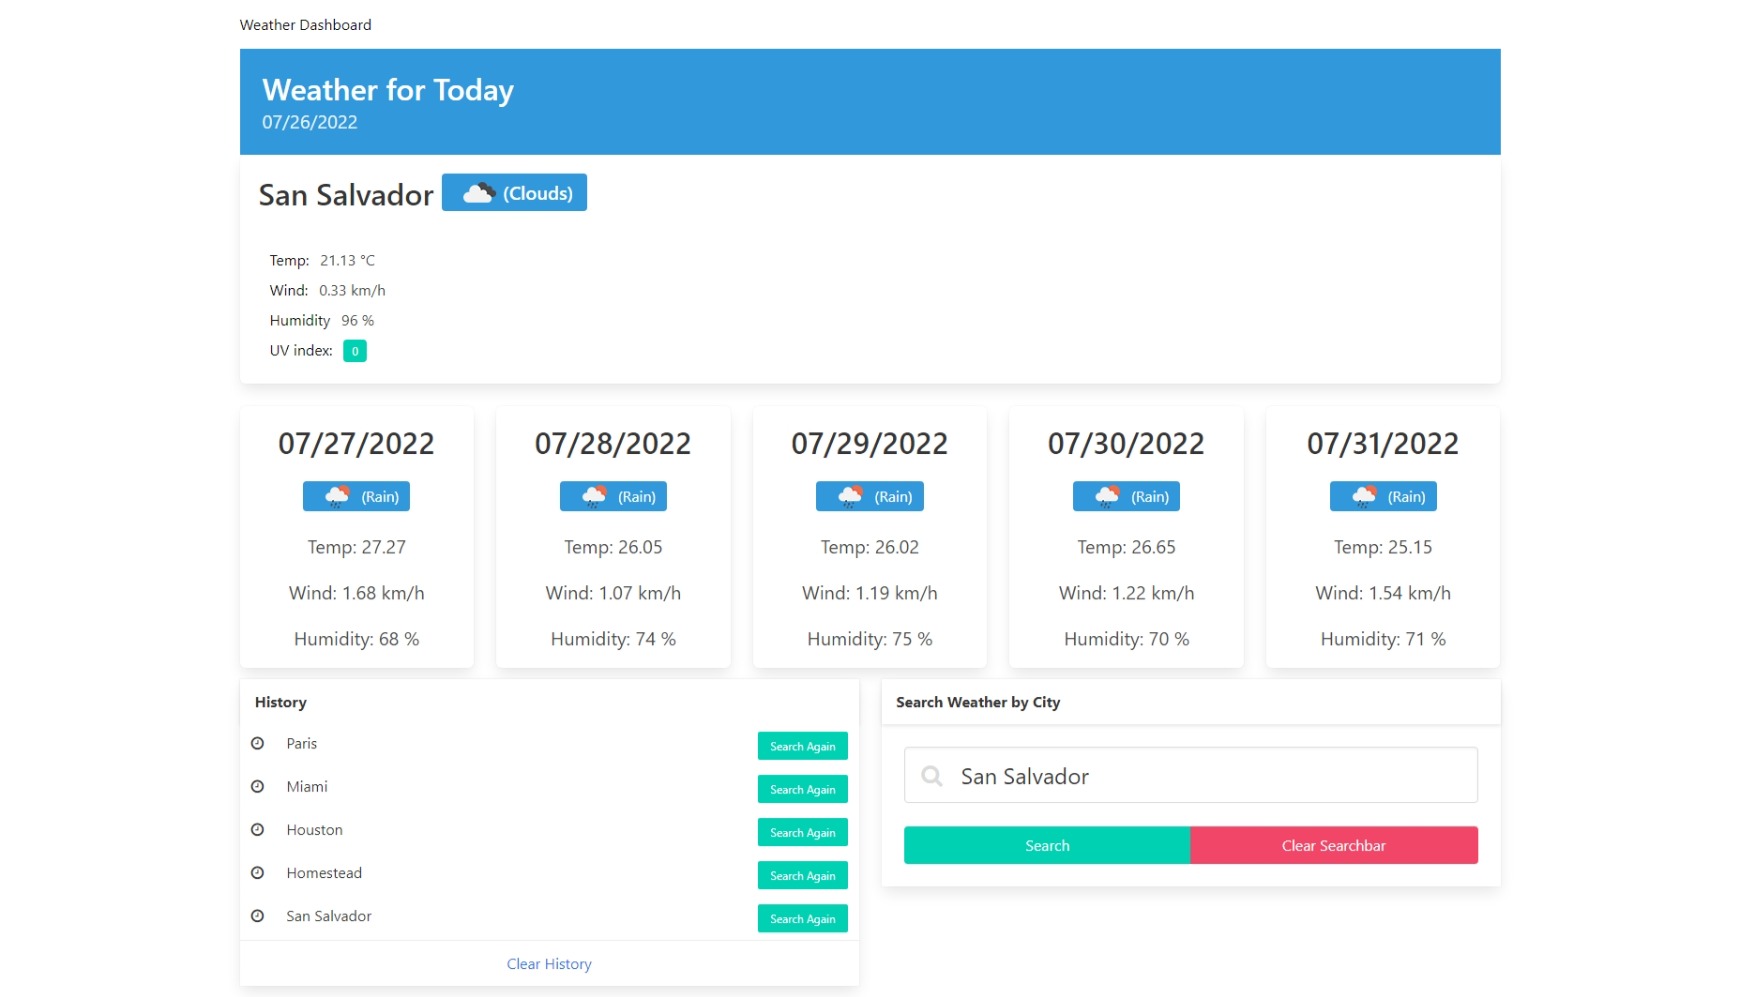 Weather Dashboard
Weather for Today
07/26/2022
San Salvador (Clouds)
Temp: 21.13 °C
Wind: 0.33 km/h
Humidity 96 %
UV index: 0
07/27/2022
(Rain)
Temp: 27.27
Wind: 1.68 km/h
Humidity: 68 %
07/28/2022
(Rain)
Temp: 26.05
Wind: 1.07 km/h
Humidity: 74 %
07/29/2022
(Rain)
Temp: 26.02
Wind: 1.19 km/h
Humidity: 75 %
07/30/2022
(Rain)
Temp: 26.65
Wind: 1.22 km/h
Humidity: 70 %
07/31/2022
(Rain)
Temp: 25.15
Wind: 1.54 km/h
Humidity: 71 %
History
Paris Search Again
Miami Search Again
Houston Search Again
Homestead Search Again
San Salvador Search Again
Clear History
Search Weather by City
San Salvador
Search Clear Searchbar